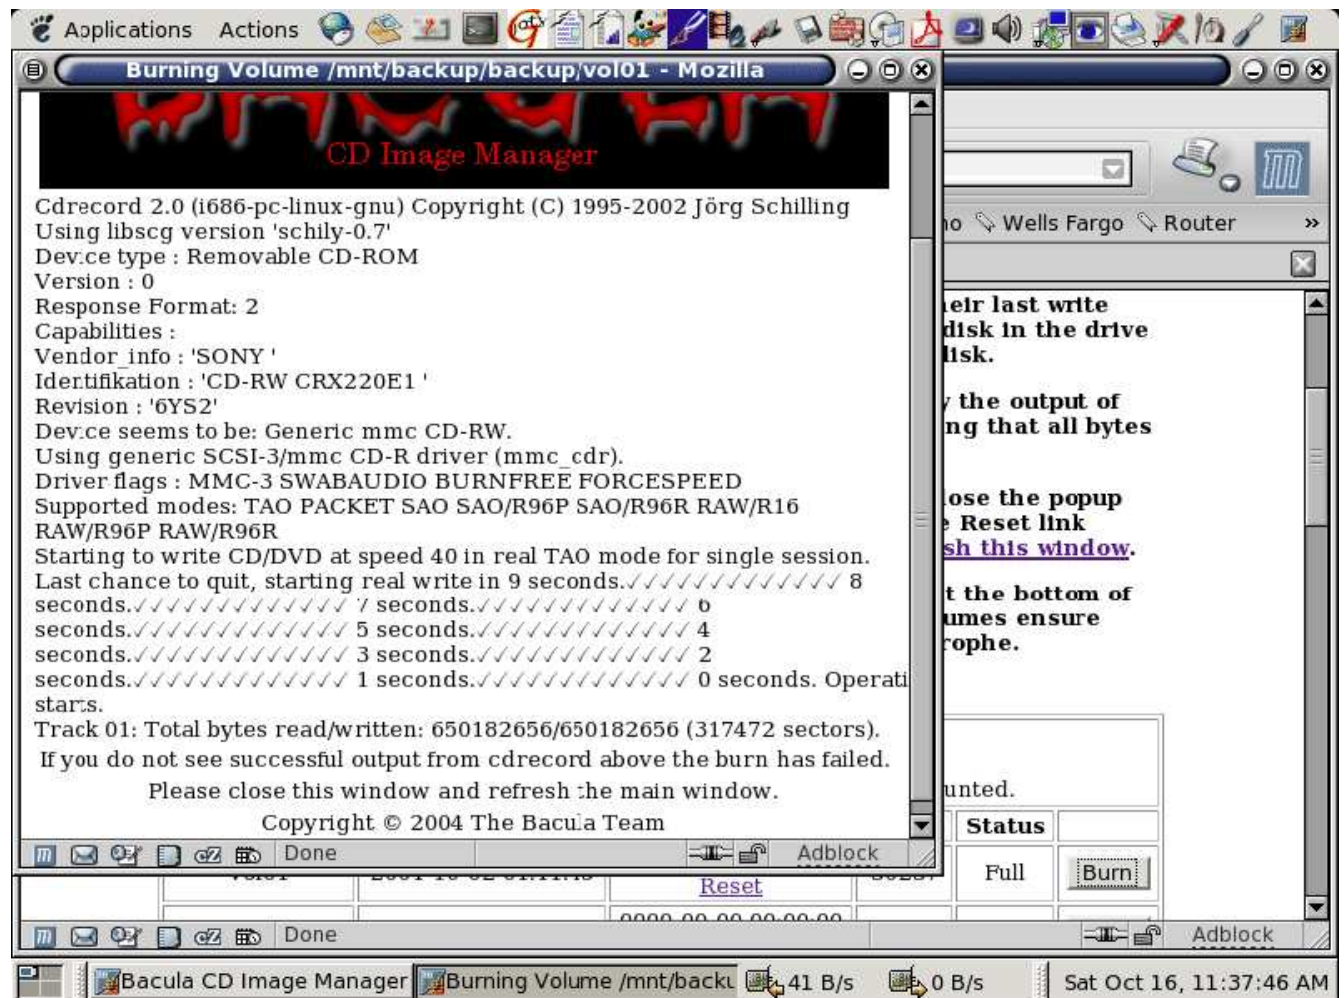 Applications Actions
Burning Volume /mnt/backup/backup/vol01 - Mozilla
CD Image Manager
Cdrecord 2.0 (i686-pc-linux-gnu) Copyright (C) 1995-2002 Jörg Schilling
Using libscg version 'schily-0.7'
Device type : Removable CD-ROM
Version : 0
Response Format: 2
Capabilities :
Vendor_info : 'SONY '
Identifikation : 'CD-RW CRX220E1 '
Revision : '6YS2'
Device seems to be: Generic mmc CD-RW.
Using generic SCSI-3/mmc CD-R driver (mmc_cdr).
Driver flags : MMC-3 SWABAUDIO BURNFREE FORCESPEED
Supported modes: TAO PACKET SAO SAO/R96P SAO/R96R RAW/R16
RAW/R96P RAW/R96R
Starting to write CD/DVD at speed 40 in real TAO mode for single session.
Last chance to quit, starting real write in 9 seconds.✓✓✓✓✓✓✓✓✓✓✓✓✓ 8
seconds.✓✓✓✓✓✓✓✓✓✓✓✓✓ 7 seconds.✓✓✓✓✓✓✓✓✓✓✓✓✓ 6
seconds.✓✓✓✓✓✓✓✓✓✓✓✓✓ 5 seconds.✓✓✓✓✓✓✓✓✓✓✓✓✓ 4
seconds.✓✓✓✓✓✓✓✓✓✓✓✓✓ 3 seconds.✓✓✓✓✓✓✓✓✓✓✓✓✓ 2
seconds.✓✓✓✓✓✓✓✓✓✓✓✓✓ 1 seconds.✓✓✓✓✓✓✓✓✓✓✓✓✓ 0 seconds. Operati
starts.
Track 01: Total bytes read/written: 650182656/650182656 (317472 sectors).
If you do not see successful output from cdrecord above the burn has failed.
Please close this window and refresh the main window.
Copyright © 2004 The Bacula Team
Done Adblock
Wells Fargo Router »
eir last write
disk in the drive
disk.
the output of
ng that all bytes
lose the popup
Reset link
sh this window.
t the bottom of
umes ensure
rophe.
unted.
Status
Full Burn
Reset
Done Adblock
Bacula CD Image Manager Burning Volume /mnt/backu 41 B/s 0 B/s Sat Oct 16, 11:37:46 AM